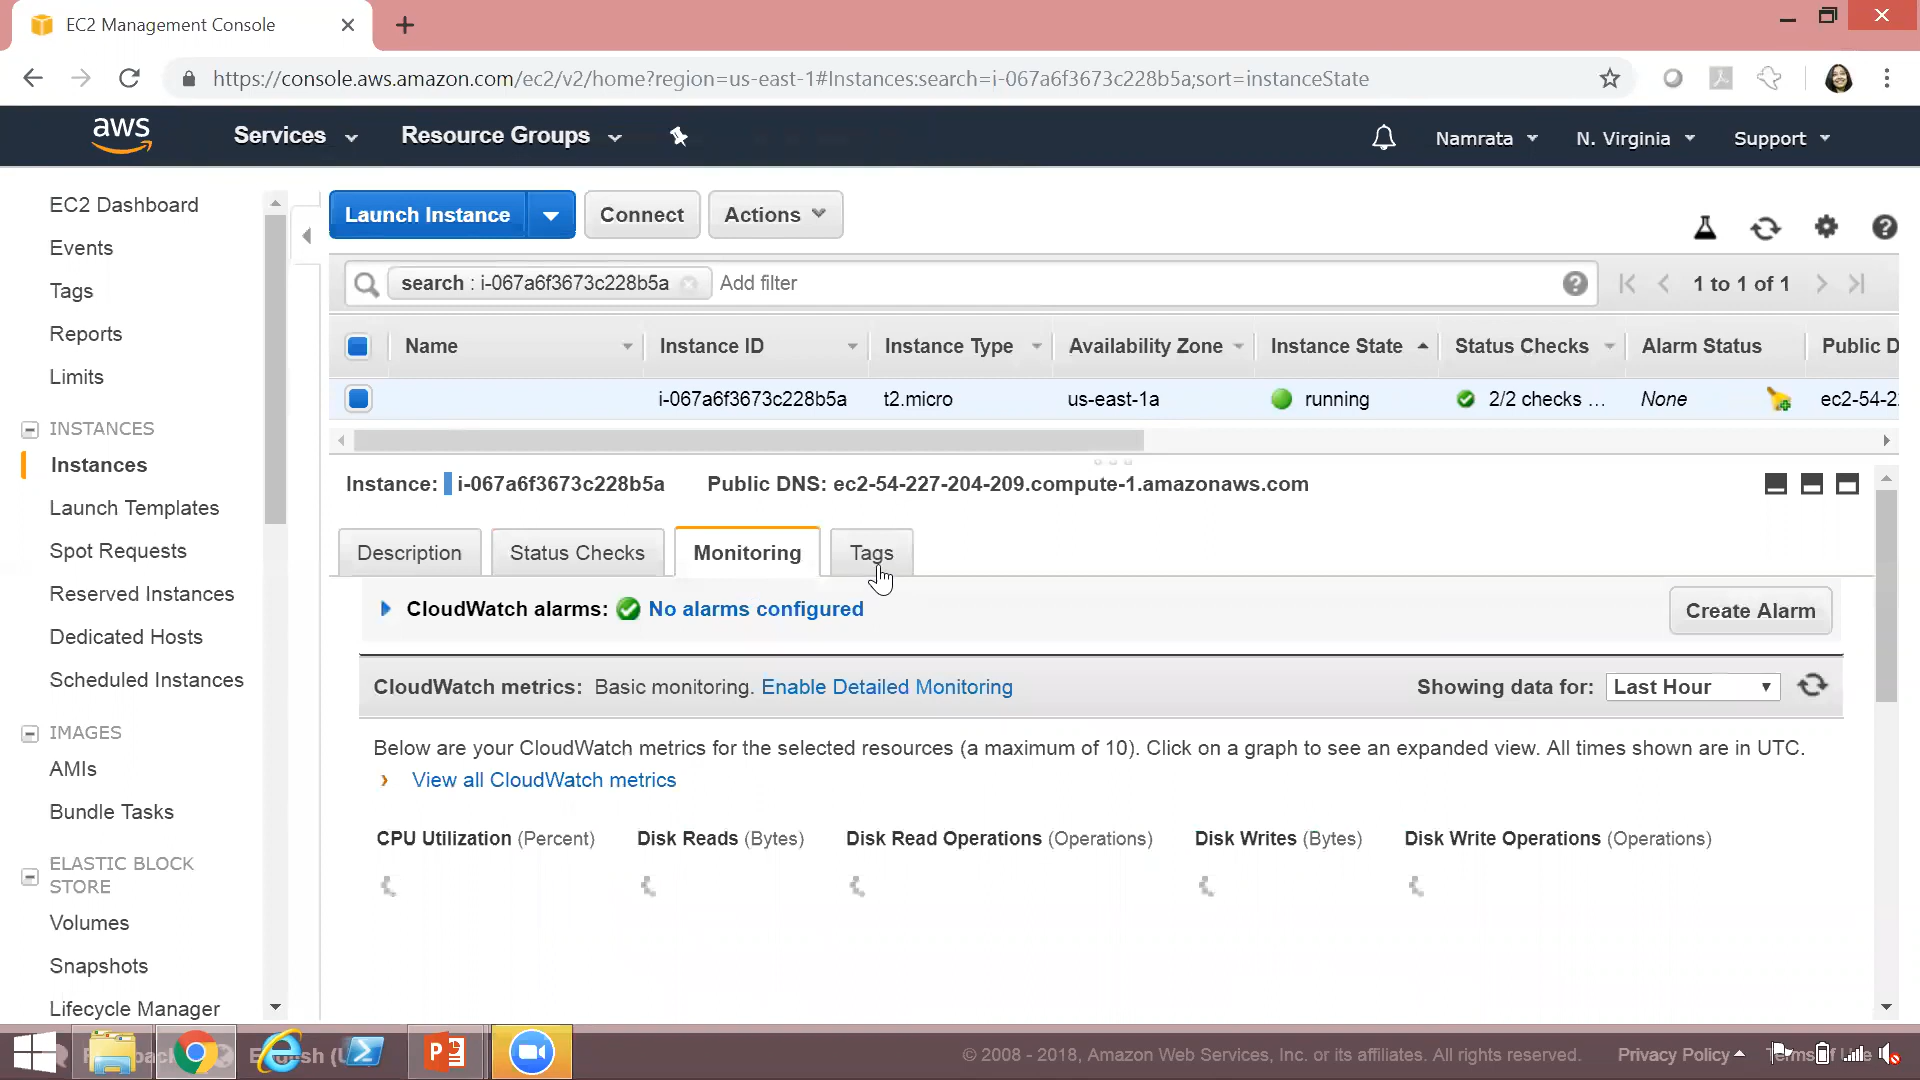 EC2 Management Console
https://console.aws.amazon.com/ec2/v2/home?region=us-east-1#Instances:search=i-067a6f3673c228b5a;sort=instanceState
aws
Services
Resource Groups
Namrata
N. Virginia
Support
EC2 Dashboard
Events
Tags
Reports
Limits
INSTANCES
Instances
Launch Templates
Spot Requests
Reserved Instances
Dedicated Hosts
Scheduled Instances
IMAGES
AMIs
Bundle Tasks
ELASTIC BLOCK
STORE
Volumes
Snapshots
Lifecycle Manager
Launch Instance
Connect
Actions
search : i-067a6f3673c228b5a
Add filter
1 to 1 of 1
Name
Instance ID
Instance Type
Availability Zone
Instance State
Status Checks
Alarm Status
Public D
i-067a6f3673c228b5a
t2.micro
us-east-1a
running
2/2 checks ...
None
ec2-54-2
Instance: i-067a6f3673c228b5a
Public DNS: ec2-54-227-204-209.compute-1.amazonaws.com
Description
Status Checks
Monitoring
Tags
CloudWatch alarms: No alarms configured
Create Alarm
CloudWatch metrics: Basic monitoring. Enable Detailed Monitoring
Showing data for: Last Hour
Below are your CloudWatch metrics for the selected resources (a maximum of 10). Click on a graph to see an expanded view. All times shown are in UTC.
View all CloudWatch metrics
CPU Utilization (Percent)
Disk Reads (Bytes)
Disk Read Operations (Operations)
Disk Writes (Bytes)
Disk Write Operations (Operations)
© 2008 - 2018, Amazon Web Services, Inc. or its affiliates. All rights reserved.
Privacy Policy